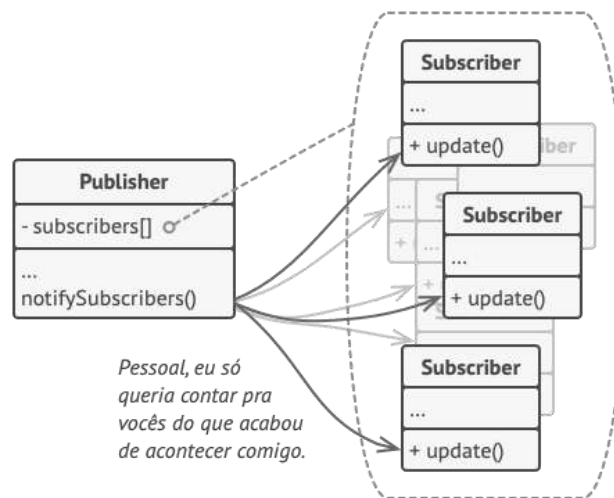 Publisher
- subscribers[]
...
notifySubscribers()
Pessoal, eu só
queria contar pra
vocês do que acabou
de acontecer comigo.
Subscriber
...
+ update()
Subscriber
...
+ update()
Subscriber
...
+ update()